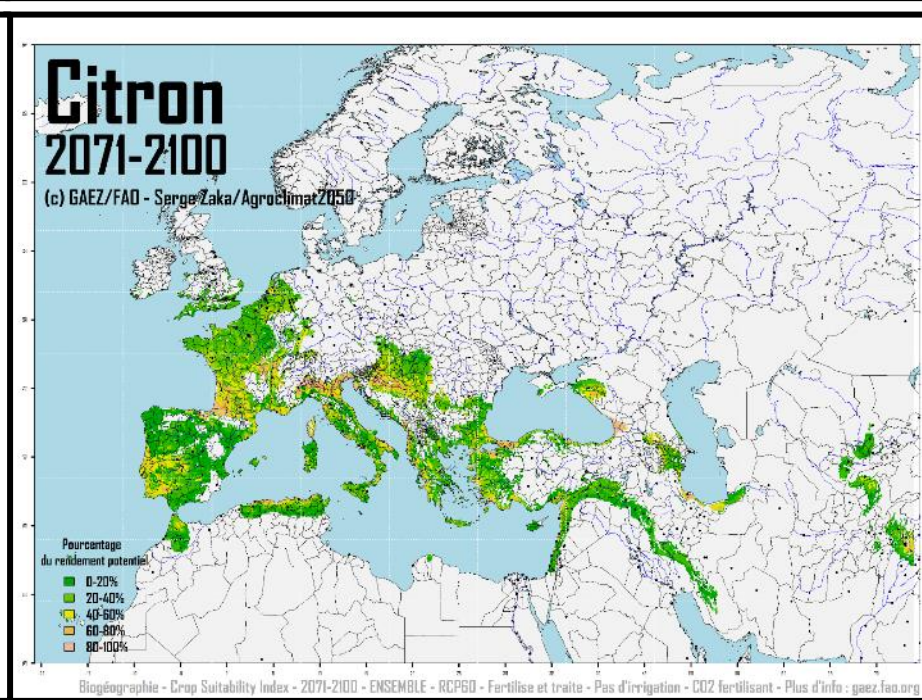 Citron
2071-2100
(c) GAEZ/FAO - Serge Zaka/Agroclimat2050
Pourcentage
du rendement potentiel
0-20%
20-40%
40-60%
60-80%
80-100%
Biogéographie - Crop Suitability Index - 2071-2100 - ENSEMBLE - RCP60 - Fertilise et traite - Pas d'irrigation - CO2 fertilisant - Plus d'info : gaez.fao.org